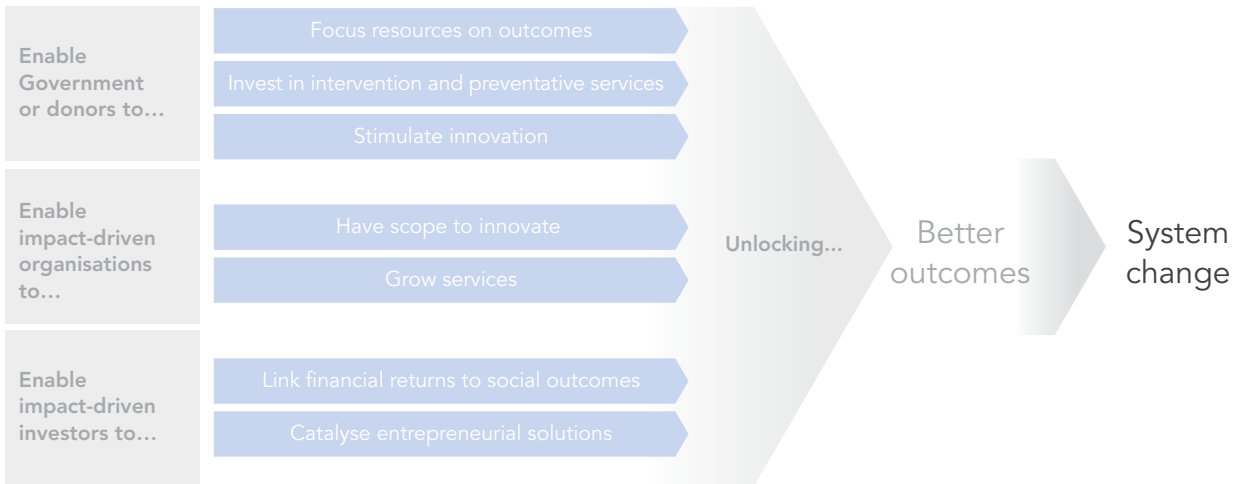 Enable
Government
or donors to…
Focus resources on outcomes
Invest in intervention and preventative services
Stimulate innovation
Enable
impact-driven
organisations
to…
Have scope to innovate
Grow services
Enable
impact-driven
investors to…
Link financial returns to social outcomes
Catalyse entrepreneurial solutions
Unlocking...
Better
outcomes
System
change